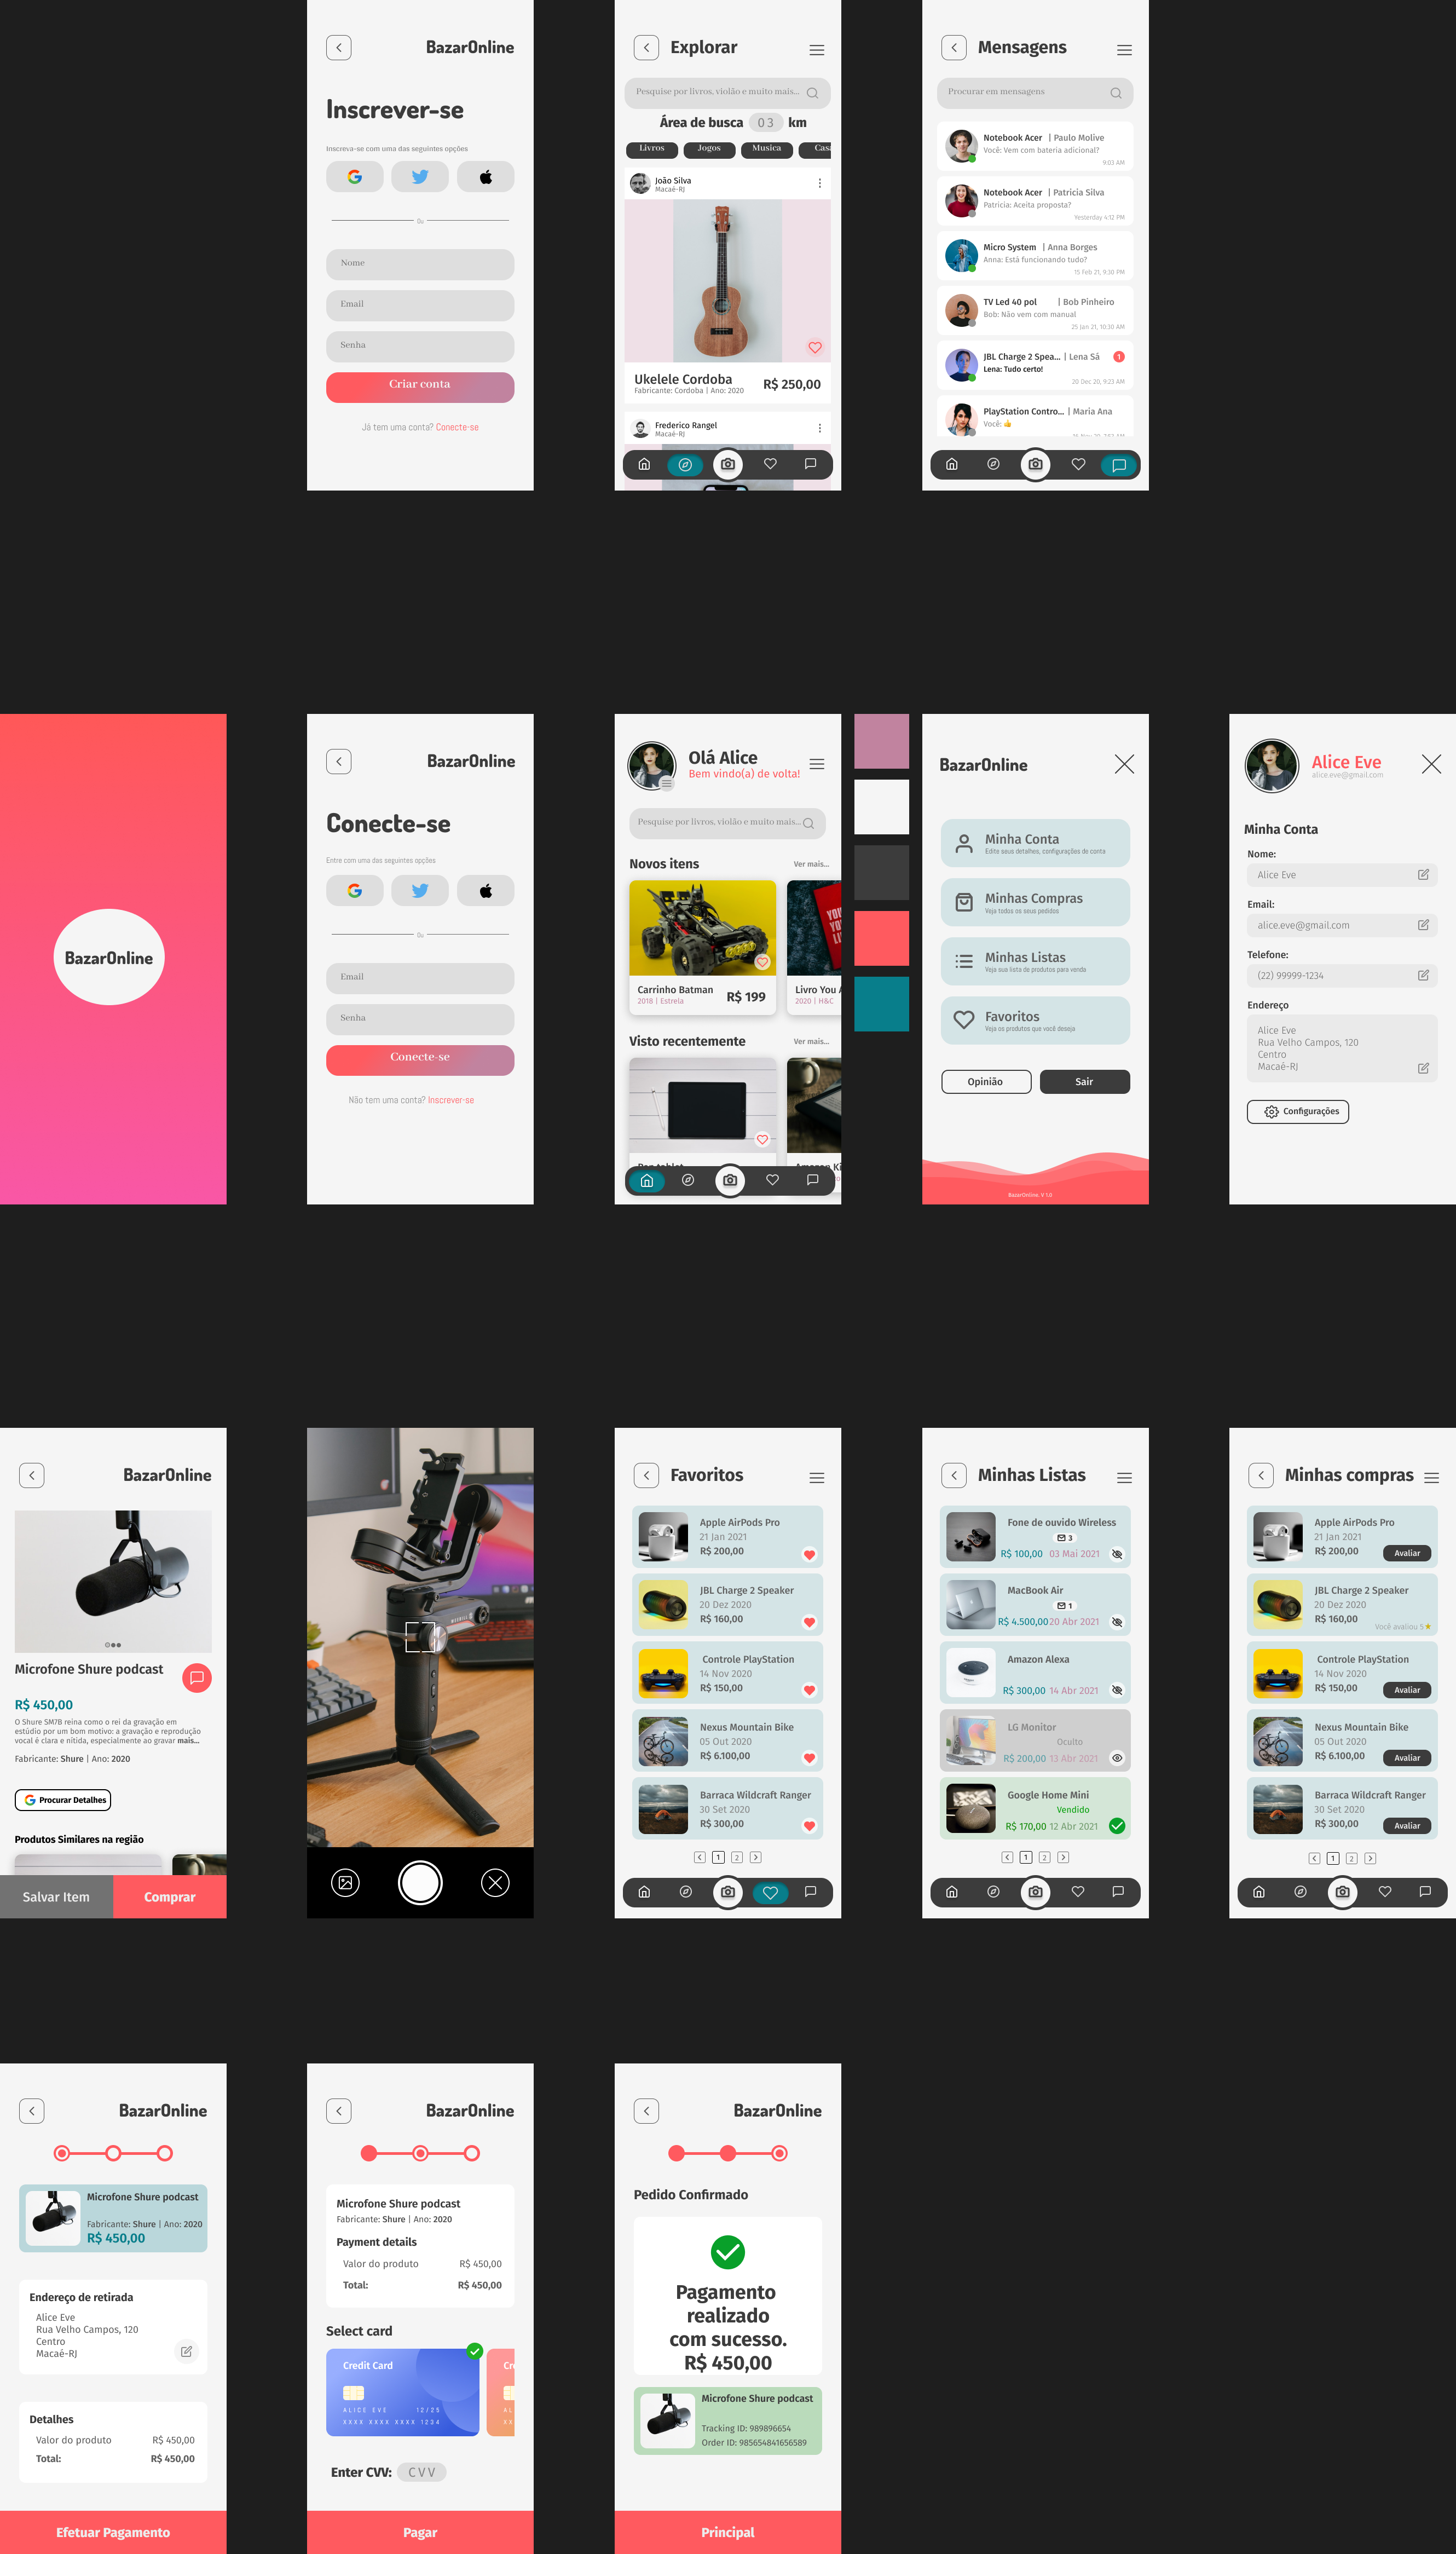 BazarOnline
Inscrever-se
Inscreva-se com uma das seguintes opções
Ou
Nome
Email
Senha
Criar conta
Já tem uma conta? Conecte-se
Explorar
Pesquise por livros, violão e muito mais...
Área de busca 03 km
Livros Jogos Musica Casa
João Silva
Macaé-RJ
Ukelele Cordoba
Fabricante: Cordoba | Ano: 2020
R$ 250,00
Frederico Rangel
Macaé-RJ
Mensagens
Procurar em mensagens
Notebook Acer | Paulo Molive
Você: Vem com bateria adicional?
9:03 AM
Notebook Acer | Patricia Silva
Patricia: Aceita proposta?
Yesterday 4:12 PM
Micro System | Anna Borges
Anna: Está funcionando tudo?
15 Feb 21, 9:30 PM
TV Led 40 pol | Bob Pinheiro
Bob: Não vem com manual
25 Jan 21, 10:30 AM
JBL Charge 2 Spea... | Lena Sá
1
Lena: Tudo certo!
20 Dec 20, 9:23 AM
PlayStation Contro... | Maria Ana
Você: 👍
BazarOnline
BazarOnline
Conecte-se
Entre com uma das seguintes opções
Ou
Email
Senha
Conecte-se
Não tem uma conta? Inscrever-se
Olá Alice
Bem vindo(a) de volta!
Pesquise por livros, violão e muito mais...
Novos itens
Ver mais...
Carrinho Batman
2018 | Estrela
R$ 199
Livro You
2020 | H&C
Visto recentemente
Ver mais...
BazarOnline
Minha Conta
Edite seus detalhes, configurações de conta
Minhas Compras
Veja todos os seus pedidos
Minhas Listas
Veja sua lista de produtos para venda
Favoritos
Veja os produtos que você deseja
Opinião
Sair
BazarOnline. V 1.0
Alice Eve
alice.eve@gmail.com
Minha Conta
Nome:
Alice Eve
Email:
alice.eve@gmail.com
Telefone:
(22) 99999-1234
Endereço
Alice Eve
Rua Velho Campos, 120
Centro
Macaé-RJ
Configurações
BazarOnline
Microfone Shure podcast
R$ 450,00
O Shure SM7B reina como o rei da gravação em
estúdio por um bom motivo: a gravação e reprodução
vocal é clara e nítida, especialmente ao gravar mais...
Fabricante: Shure | Ano: 2020
Procurar Detalhes
Produtos Similares na região
Salvar Item
Comprar
Favoritos
Apple AirPods Pro
21 Jan 2021
R$ 200,00
JBL Charge 2 Speaker
20 Dez 2020
R$ 160,00
Controle PlayStation
14 Nov 2020
R$ 150,00
Nexus Mountain Bike
05 Out 2020
R$ 6.100,00
Barraca Wildcraft Ranger
30 Set 2020
R$ 300,00
1 2
Minhas Listas
Fone de ouvido Wireless
3
R$ 100,00 03 Mai 2021
MacBook Air
1
R$ 4.500,00 20 Abr 2021
Amazon Alexa
R$ 300,00 14 Abr 2021
LG Monitor
Oculto
R$ 200,00 13 Abr 2021
Google Home Mini
Vendido
R$ 170,00 12 Abr 2021
1 2
Minhas compras
Apple AirPods Pro
21 Jan 2021
R$ 200,00
Avaliar
JBL Charge 2 Speaker
20 Dez 2020
R$ 160,00
Você avaliou 5 ★
Controle PlayStation
14 Nov 2020
R$ 150,00
Avaliar
Nexus Mountain Bike
05 Out 2020
R$ 6.100,00
Avaliar
Barraca Wildcraft Ranger
30 Set 2020
R$ 300,00
Avaliar
1 2
BazarOnline
Microfone Shure podcast
Fabricante: Shure | Ano: 2020
R$ 450,00
Endereço de retirada
Alice Eve
Rua Velho Campos, 120
Centro
Macaé-RJ
Detalhes
Valor do produto R$ 450,00
Total: R$ 450,00
Efetuar Pagamento
BazarOnline
Microfone Shure podcast
Fabricante: Shure | Ano: 2020
Payment details
Valor do produto R$ 450,00
Total: R$ 450,00
Select card
Credit Card
ALICE EVE 12/25
XXXX XXXX XXXX 1234
Enter CVV: CVV
Pagar
BazarOnline
Pedido Confirmado
Pagamento
realizado
com sucesso.
R$ 450,00
Microfone Shure podcast
Tracking ID: 989896654
Order ID: 985654841656589
Principal